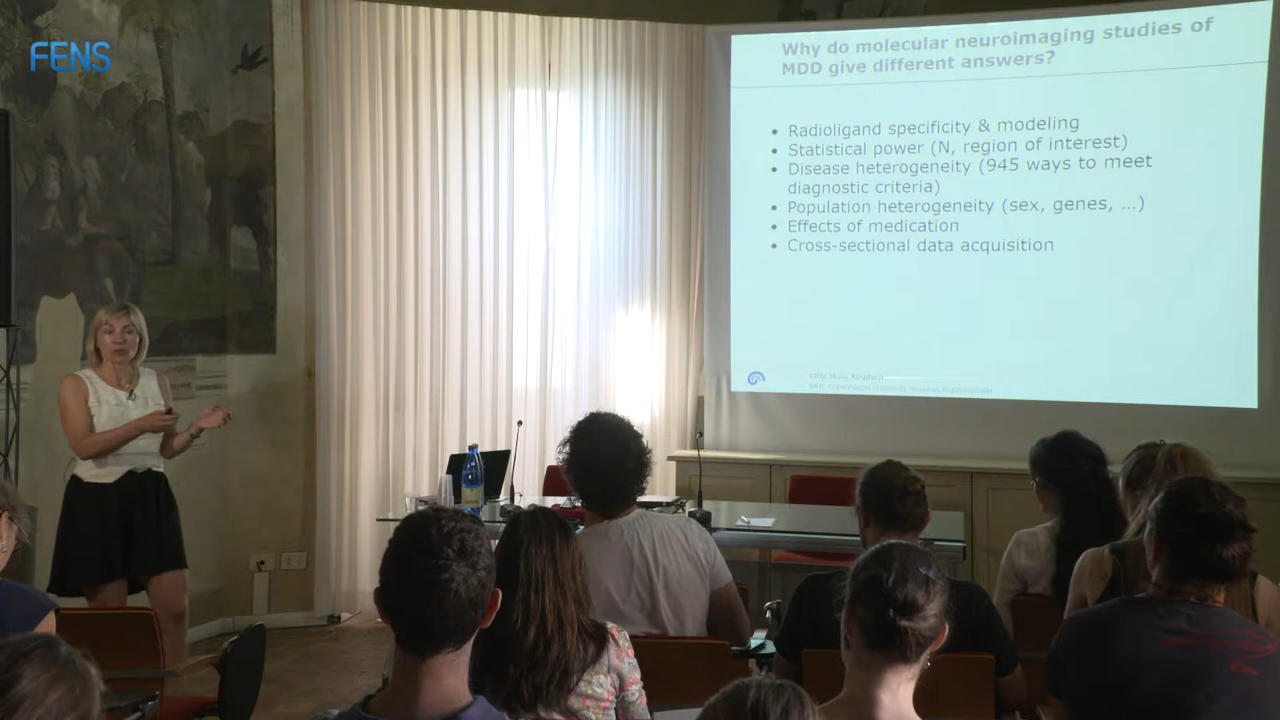 FENS
Why do molecular neuroimaging studies of
MDD give different answers?
• Radioligand specificity & modeling
• Statistical power (N, region of interest)
• Disease heterogeneity (945 ways to meet
diagnostic criteria)
• Population heterogeneity (sex, genes, ...)
• Effects of medication
• Cross-sectional data acquisition